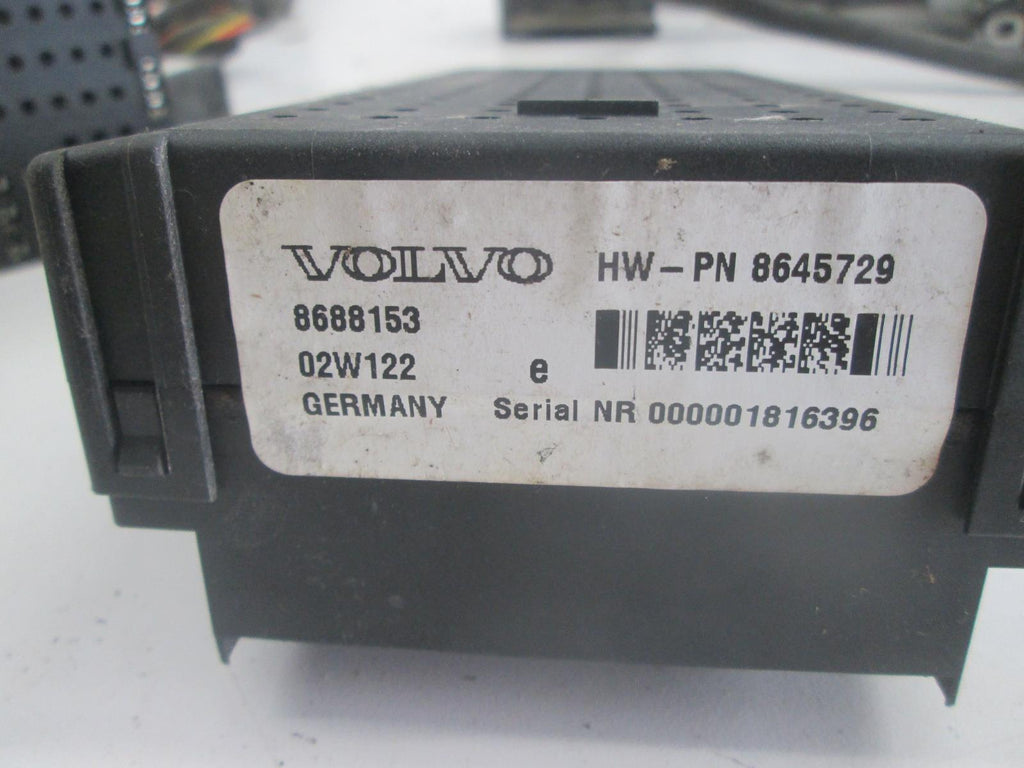 VOLVO HW-PN 8645729
8688153
02W122 e
GERMANY Serial NR 000001816396